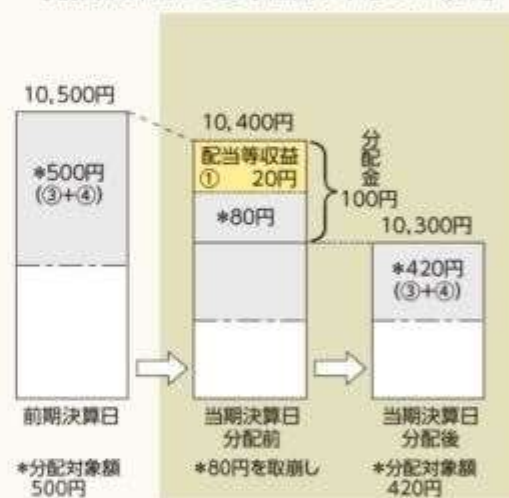 10,500円
*500円
(③+④)
10,400円
配当等収益
① 20円
*80円
分配金
100円
10,300円
*420円
(③+④)
前期決算日
当期決算日
分配前
当期決算日
分配後
*分配対象額
500円
*80円を取崩し
*分配対象額
420円